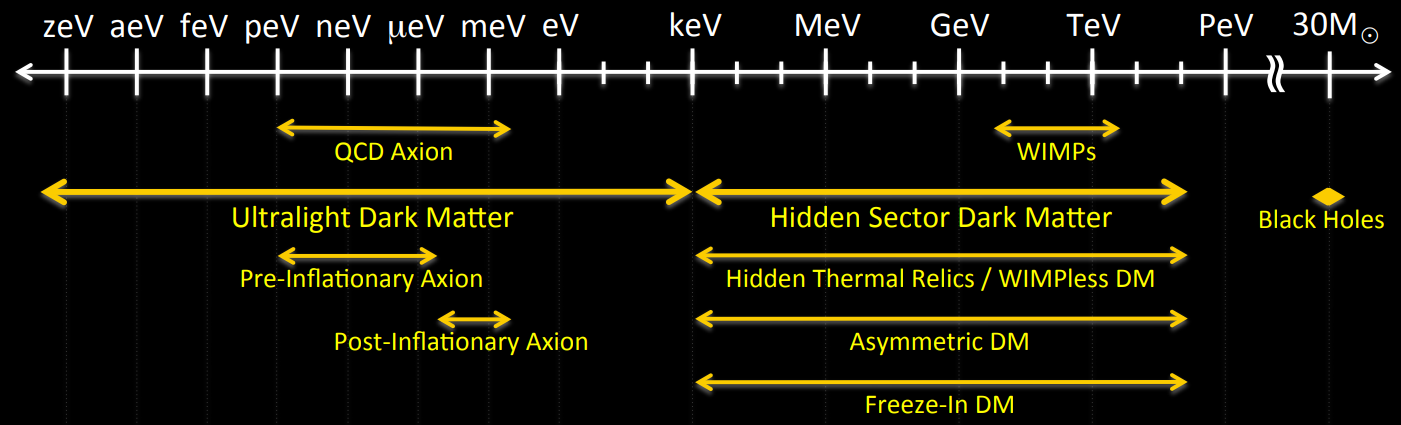 zeV aeV feV peV neV μeV meV eV keV MeV GeV TeV PeV 30M☉
QCD Axion WIMPs
Ultralight Dark Matter Hidden Sector Dark Matter Black Holes
Pre-Inflationary Axion Hidden Thermal Relics / WIMPless DM
Post-Inflationary Axion Asymmetric DM
Freeze-In DM